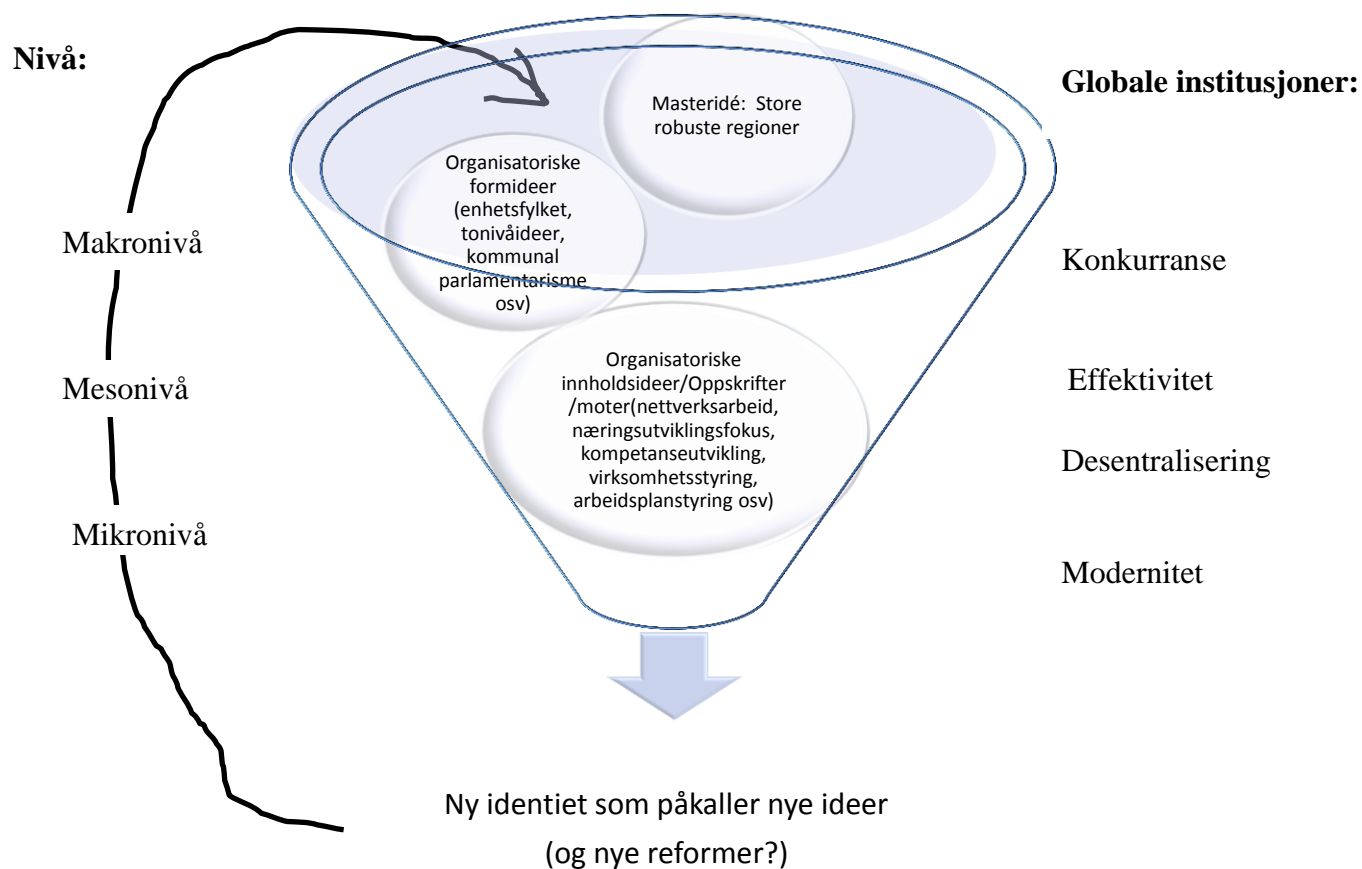 Nivå:
Makronivå
Mesonivå
Mikronivå
Masteridé: Store
robuste regioner
Organisatoriske
formideer
(enhetsfylket,
tonivåideer,
kommunal
parlamentarisme
osv)
Organisatoriske
innholdsideer/Oppskrifter
/moter(nettverksarbeid,
næringsutviklingsfokus,
kompetanseutvikling,
virksomhetsstyring,
arbeidsplanstyring osv)
Globale institusjoner:
Konkurranse
Effektivitet
Desentralisering
Modernitet
Ny identiet som påkaller nye ideer
(og nye reformer?)